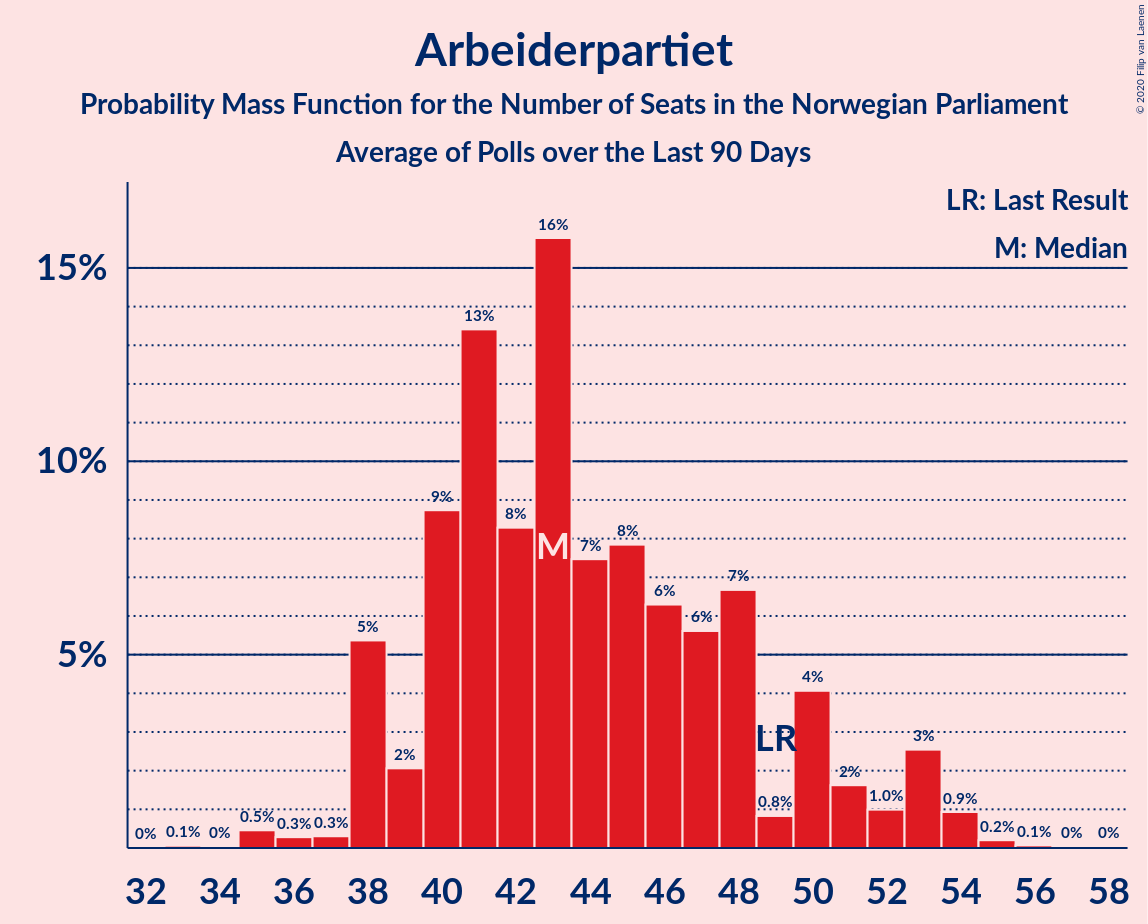 Arbeiderpartiet
Probability Mass Function for the Number of Seats in the Norwegian Parliament
Average of Polls over the Last 90 Days
© 2020 Filip van Laenen
LR: Last Result
M: Median
15%
10%
5%
0% 0.1% 0% 0.5% 0.3% 0.3% 5% 2% 9% 13% 8% 16% 7% 8% 6% 6% 7% 0.8% 4% 2% 1.0% 3% 0.9% 0.2% 0.1% 0% 0%
M
LR
32 34 36 38 40 42 44 46 48 50 52 54 56 58